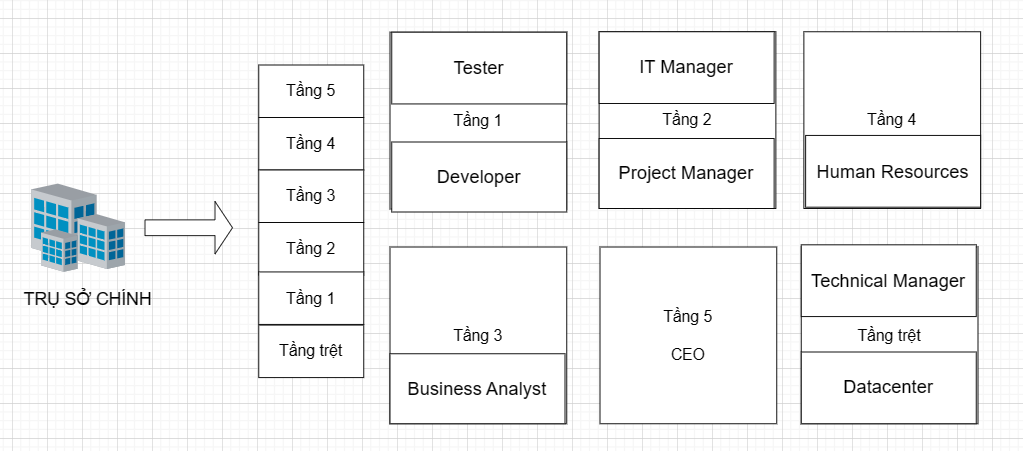 TRỤ SỞ CHÍNH
Tầng 5
Tầng 4
Tầng 3
Tầng 2
Tầng 1
Tầng trệt
Tester
Tầng 1
Developer
IT Manager
Tầng 2
Project Manager
Tầng 4
Human Resources
Tầng 3
Business Analyst
Tầng 5
CEO
Technical Manager
Tầng trệt
Datacenter